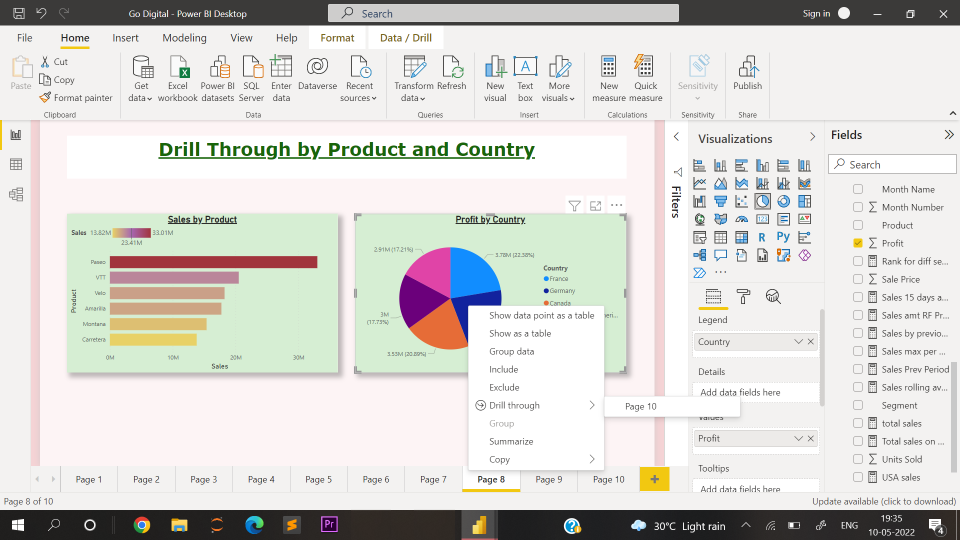 Go Digital - Power BI Desktop
Search
Sign in
File Home Insert Modeling View Help Format Data / Drill
Paste
Cut
Copy
Format painter
Get data
Excel workbook
Power BI datasets
SQL Server
Enter data
Dataverse
Recent sources
Transform data
Refresh
New visual
Text box
More visuals
New measure
Quick measure
Sensitivity
Publish
Clipboard Data Queries Insert Calculations Sensitivity Share
Drill Through by Product and Country
Sales by Product
Sales 13.82M 33.01M
23.41M
Product
Paseo
VTT
Velo
Amarilla
Montana
Carretera
0M 10M 20M 30M
Sales
Profit by Country
2.91M (17.21%)
3.78M (22.38%)
3M
(17.73%)
3.53M (20.89%)
Country
France
Germany
Canada
Show data point as a table
Show as a table
Group data
Include
Exclude
Drill through
Page 10
Group
Summarize
Copy
Filters
Visualizations
R Py
Legend
Country
Details
Add data fields here
Values
Profit
Tooltips
Add data fields here
Fields
Search
Month Name
Month Number
Product
Profit
Rank for diff se...
Sale Price
Sales 15 days a...
Sales amt RF Pr...
Sales by previo...
Sales max per ...
Sales Prev Period
Sales rolling av...
Segment
total sales
Total sales on ...
Units Sold
USA sales
Page 1 Page 2 Page 3 Page 4 Page 5 Page 6 Page 7 Page 8 Page 9 Page 10
Page 8 of 10
Update available (click to download)
Pr
30°C Light rain
ENG
19:35
10-05-2022
4